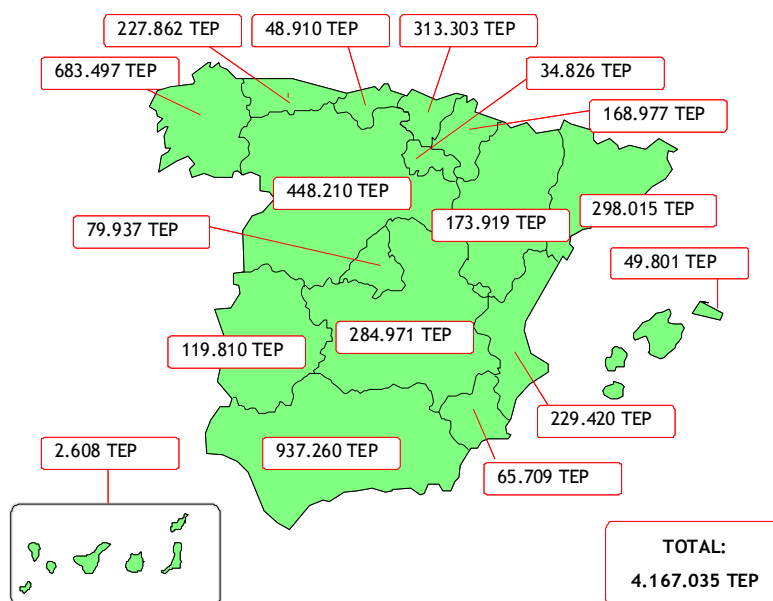 227.862 TEP
48.910 TEP
313.303 TEP
683.497 TEP
34.826 TEP
168.977 TEP
448.210 TEP
173.919 TEP
298.015 TEP
79.937 TEP
49.801 TEP
119.810 TEP
284.971 TEP
229.420 TEP
2.608 TEP
937.260 TEP
65.709 TEP
TOTAL:
4.167.035 TEP